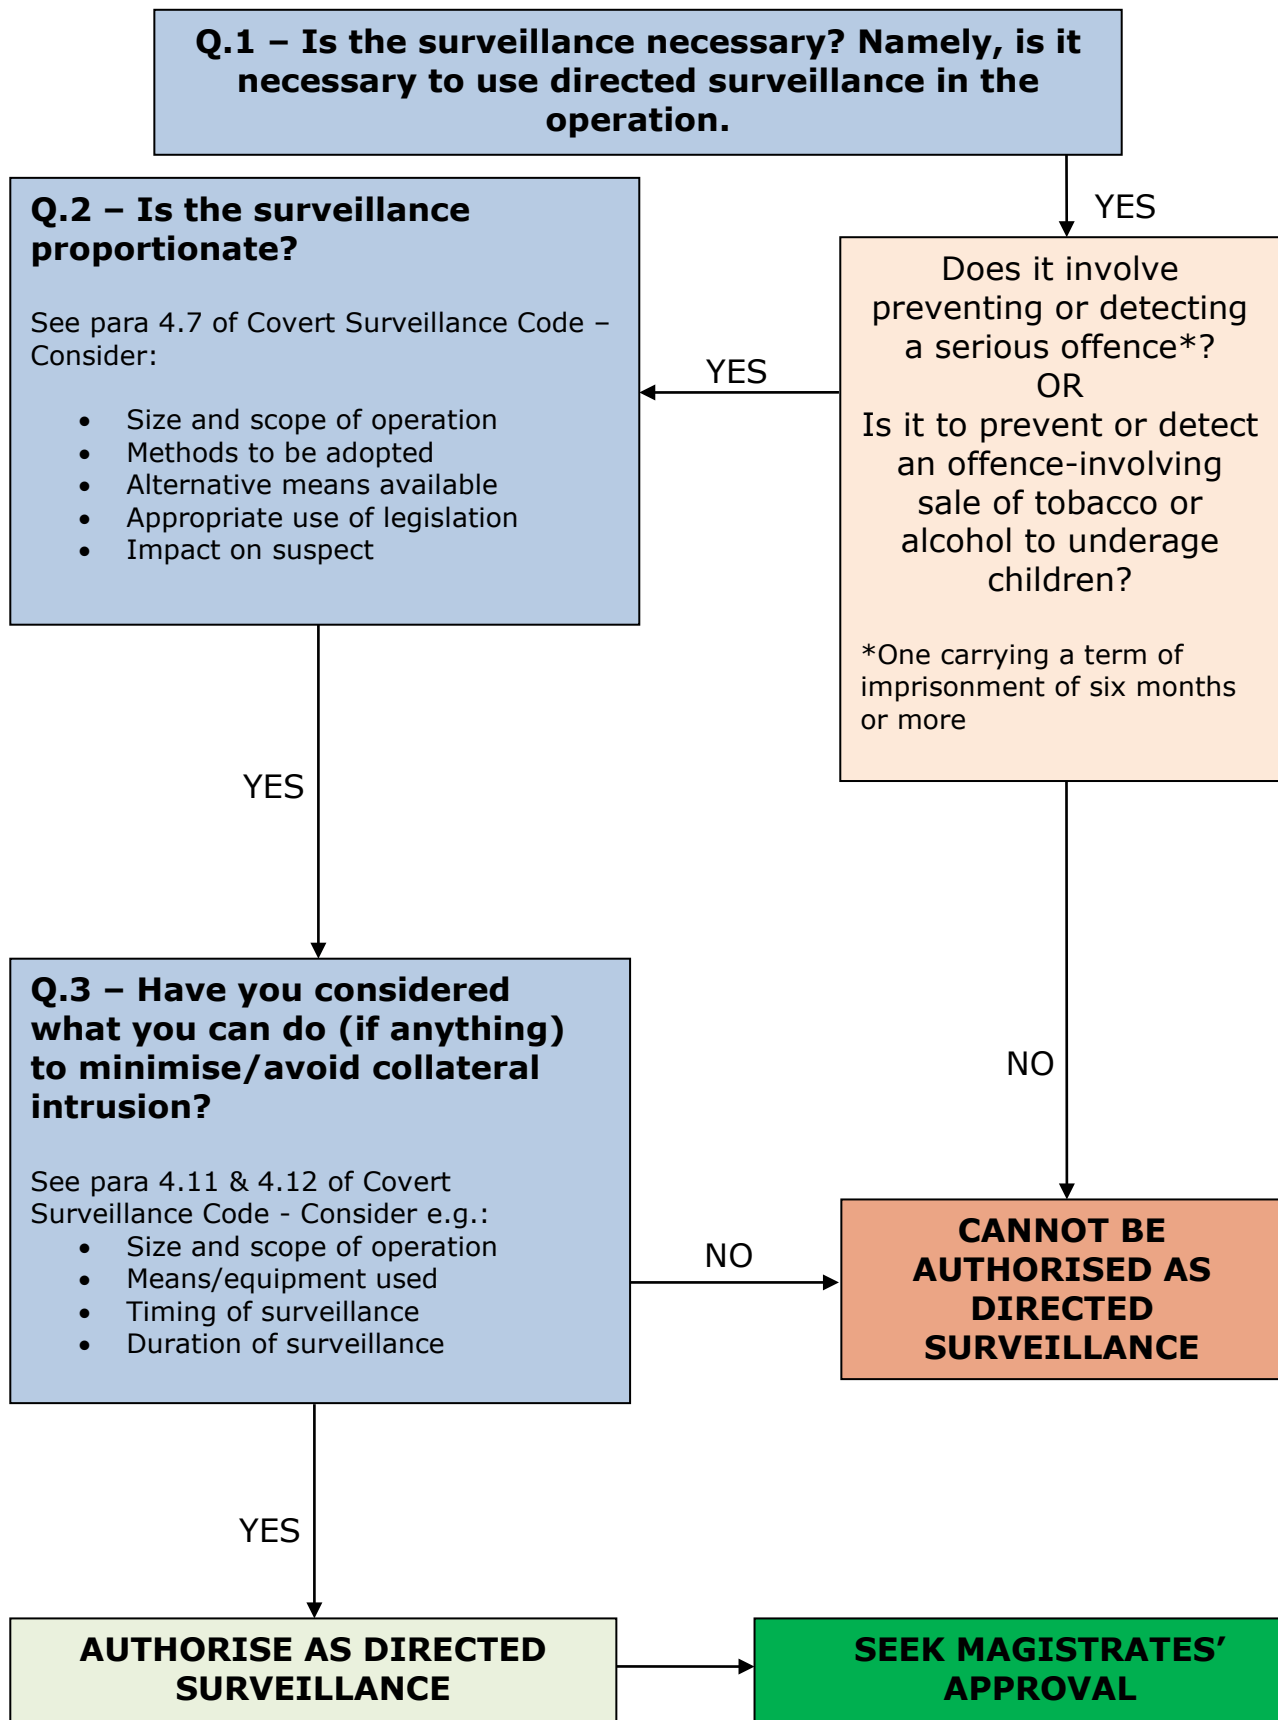 Q.1 – Is the surveillance necessary? Namely, is it
necessary to use directed surveillance in the
operation.
YES
Q.2 – Is the surveillance
proportionate?
See para 4.7 of Covert Surveillance Code –
Consider:
• Size and scope of operation
• Methods to be adopted
• Alternative means available
• Appropriate use of legislation
• Impact on suspect
YES
Does it involve
preventing or detecting
a serious offence*?
OR
Is it to prevent or detect
an offence-involving
sale of tobacco or
alcohol to underage
children?
*One carrying a term of
imprisonment of six months
or more
YES
Q.3 – Have you considered
what you can do (if anything)
to minimise/avoid collateral
intrusion?
See para 4.11 & 4.12 of Covert
Surveillance Code - Consider e.g.:
• Size and scope of operation
• Means/equipment used
• Timing of surveillance
• Duration of surveillance
NO
NO
CANNOT BE
AUTHORISED AS
DIRECTED
SURVEILLANCE
YES
AUTHORISE AS DIRECTED
SURVEILLANCE
SEEK MAGISTRATES’
APPROVAL